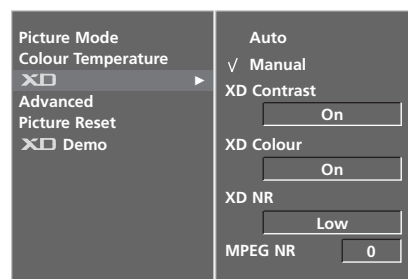 Picture Mode
Colour Temperature
XD ►
Advanced
Picture Reset
XD Demo
Auto
√ Manual
XD Contrast
On
XD Colour
On
XD NR
Low
MPEG NR 0